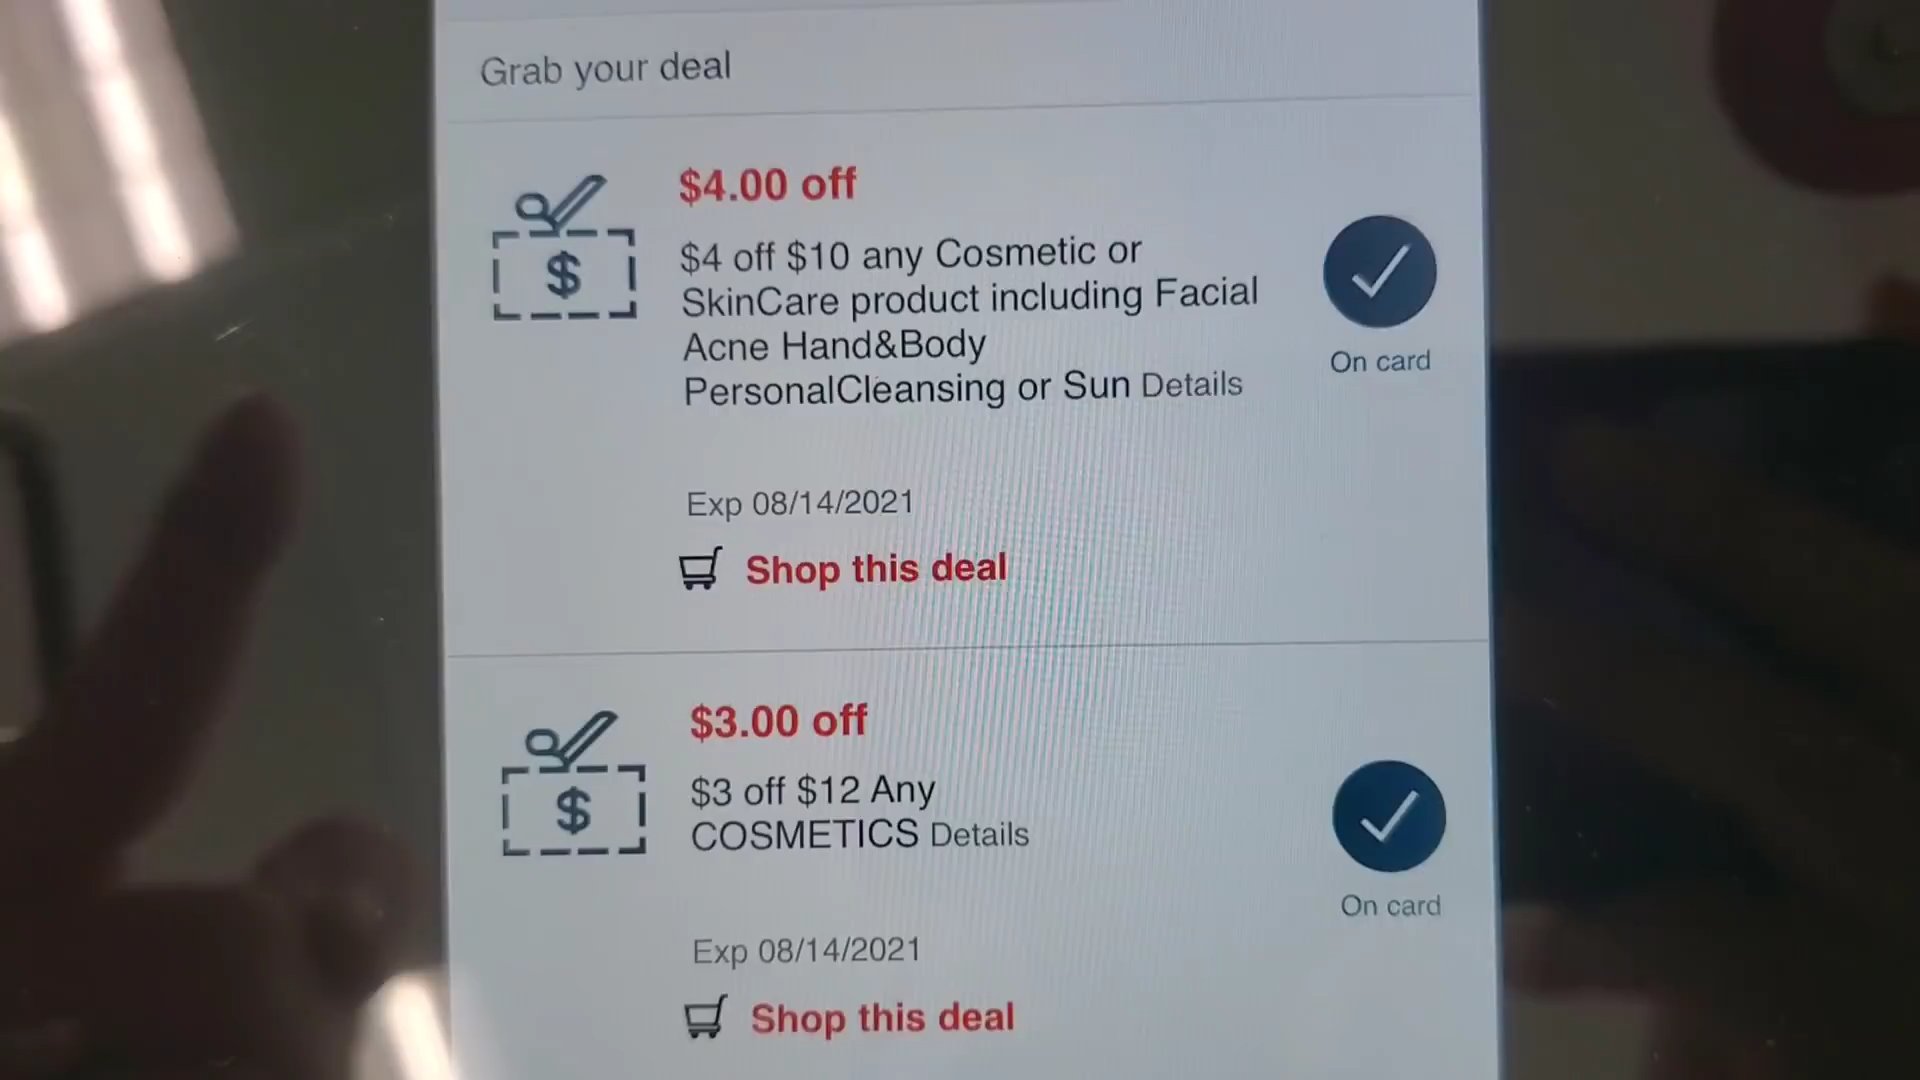 Grab your deal
$4.00 off
$4 off $10 any Cosmetic or
SkinCare product including Facial
Acne Hand&Body
PersonalCleansing or Sun Details
On card
Exp 08/14/2021
Shop this deal
$3.00 off
$3 off $12 Any
COSMETICS Details
On card
Exp 08/14/2021
Shop this deal
$
$